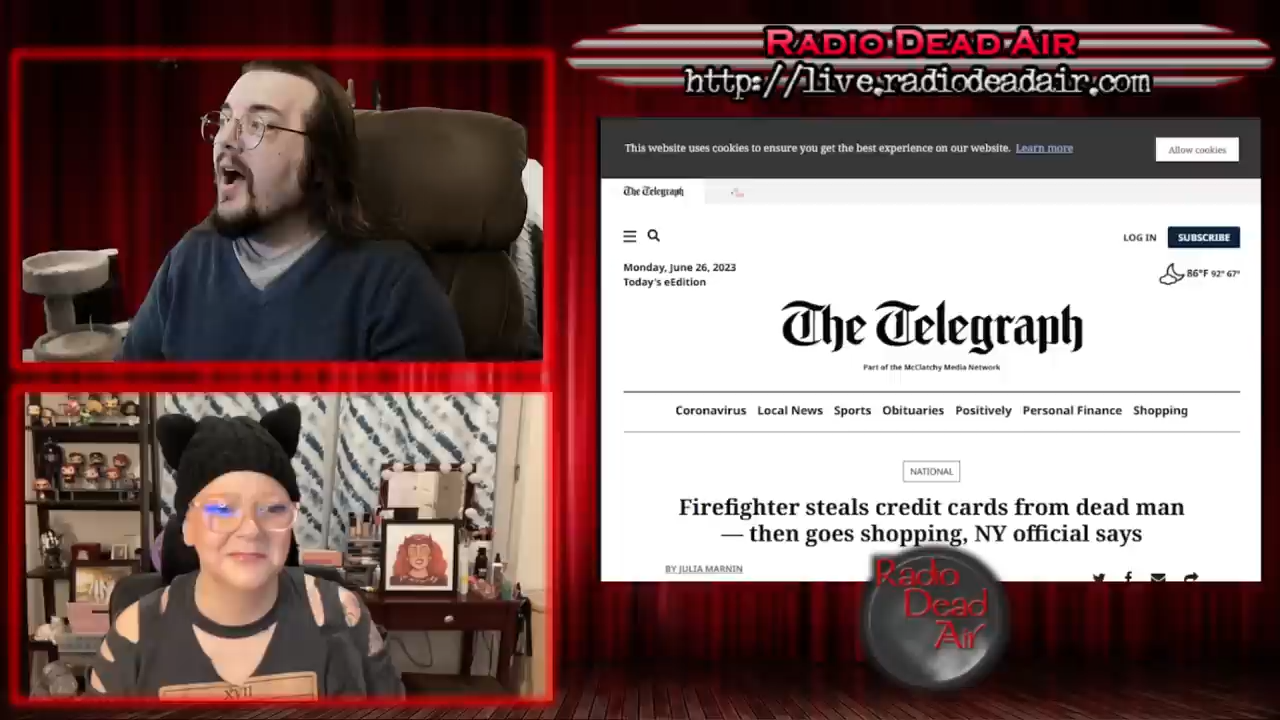 RADIO DEAD AIR
http://live.radiodeadair.com
This website uses cookies to ensure you get the best experience on our website. Learn more
Allow cookies
The Telegraph
LOG IN
SUBSCRIBE
Monday, June 26, 2023
Today's eEdition
86°F 92° 67°
The Telegraph
Part of the McClatchy Media Network
Coronavirus Local News Sports Obituaries Positively Personal Finance Shopping
NATIONAL
Firefighter steals credit cards from dead man
— then goes shopping, NY official says
BY JULIA MARNIN
Radio
Dead
Air
XVII